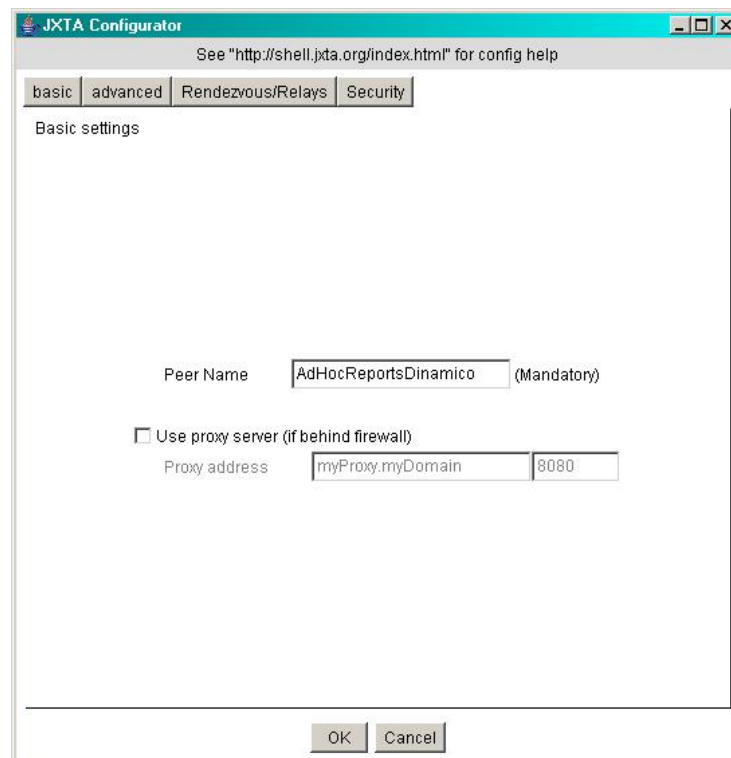 JXTA Configurator
See "http://shell.jxta.org/index.html" for config help
basic advanced Rendezvous/Relays Security
Basic settings
Peer Name AdHocReportsDinamico (Mandatory)
Use proxy server (if behind firewall)
Proxy address myProxy.myDomain 8080
OK Cancel